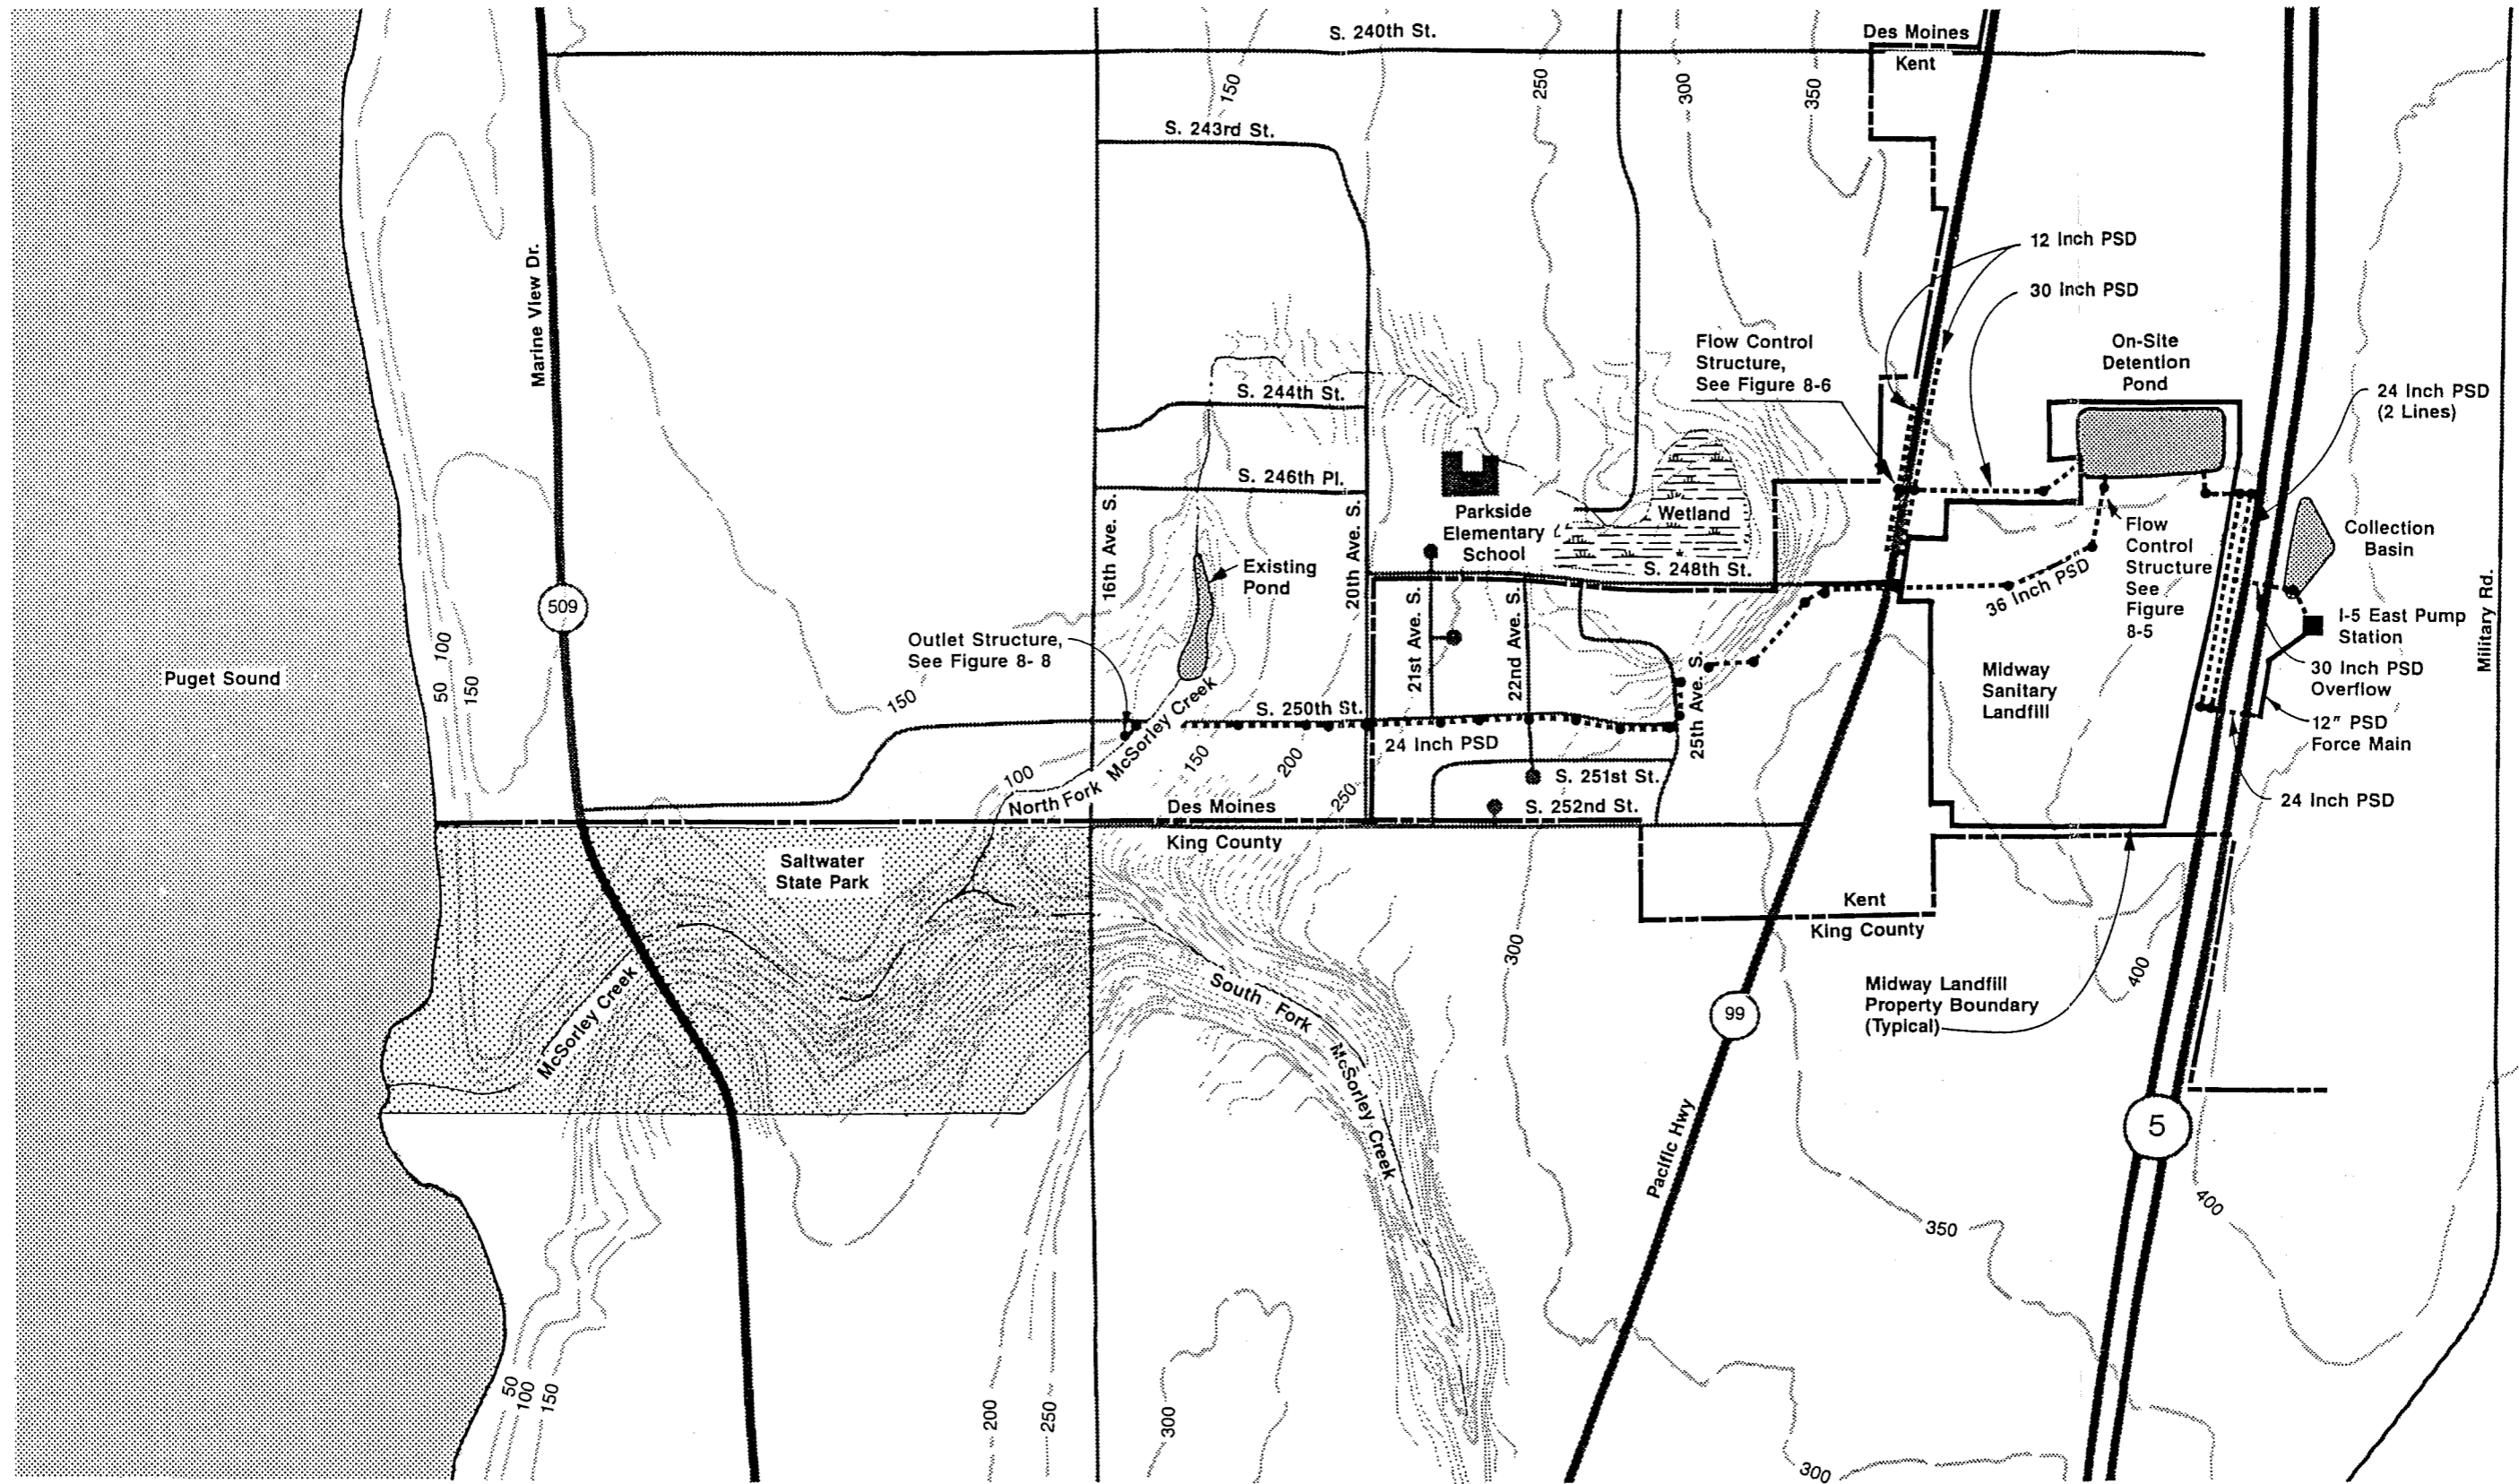 S. 240th St.
Des Moines
Kent
150
250
300
350
S. 243rd St.
12 Inch PSD
30 Inch PSD
Marine View Dr.
Flow Control
Structure,
See Figure 8-6
On-Site
Detention
Pond
24 Inch PSD
(2 Lines)
S. 244th St.
S. 246th Pl.
16th Ave. S.
20th Ave. S.
Parkside
Elementary
School
Wetland
S. 248th St.
Flow
Control
Structure
See
Figure
8-5
Collection
Basin
Military Rd.
Existing
Pond
509
36 Inch PSD
21st Ave. S.
22nd Ave. S.
25th Ave. S.
I-5 East Pump
Station
Outlet Structure,
See Figure 8- 8
Puget Sound
50
100
150
150
Midway
Sanitary
Landfill
30 Inch PSD
Overflow
12" PSD
Force Main
S. 250th St.
24 Inch PSD
North Fork McSorley Creek
100
150
200
250
S. 251st St.
S. 252nd St.
24 Inch PSD
Des Moines
King County
Saltwater
State Park
Kent
King County
300
South Fork
McSorley Creek
McSorley Creek
Midway Landfill
Property Boundary
(Typical)
400
99
5
Pacific Hwy
350
400
50
100
150
200
250
300
300